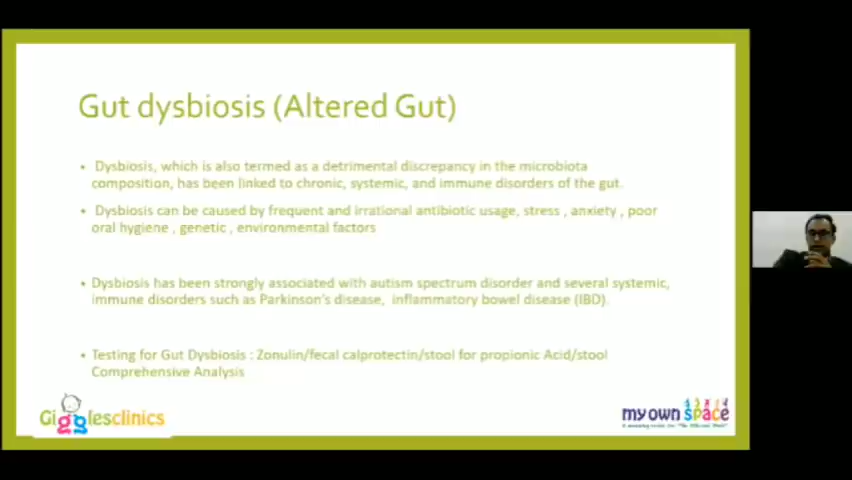 Gut dysbiosis (Altered Gut)
Dysbiosis, which is also termed as a detrimental discrepancy in the microbiota
composition, has been linked to chronic, systemic, and immune disorders of the gut.
Dysbiosis can be caused by frequent and irrational antibiotic usage, stress , anxiety , poor
oral hygiene , genetic , environmental factors
Dysbiosis has been strongly associated with autism spectrum disorder and several systemic,
immune disorders such as Parkinson's disease, inflammatory bowel disease (IBD).
Testing for Gut Dysbiosis : Zonulin/fecal calprotectin/stool for propionic Acid/stool
Comprehensive Analysis
Gigglesclinics
my own space